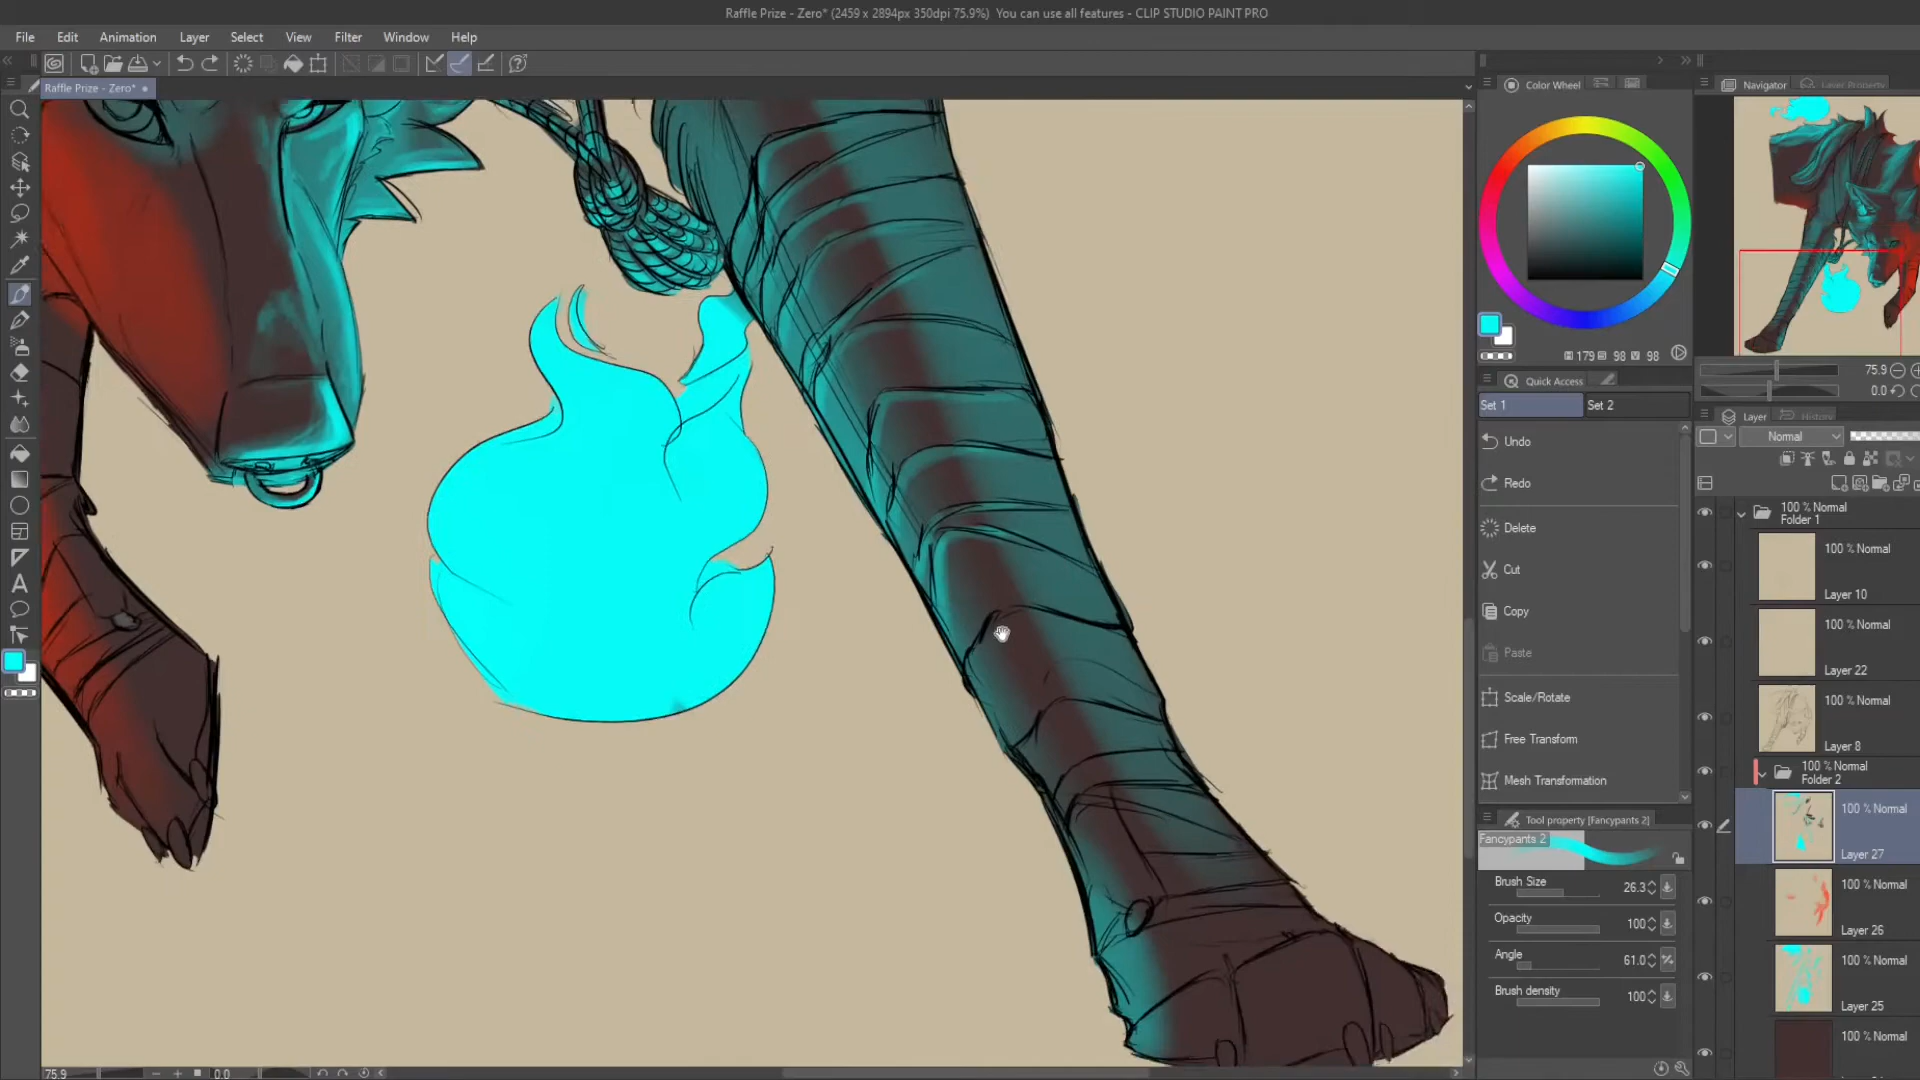 Raffle Prize - Zero* (2459 x 2894px 350dpi 75.9%)  You can use all features - CLIP STUDIO PAINT PRO
File Edit Animation Layer Select View Filter Window Help
Raffle Prize - Zero*
Color Wheel
Navigator
Layer Property
179 98 98
75.9
0.0
Quick Access
Set 1
Set 2
Undo
Redo
Delete
Cut
Copy
Paste
Scale/Rotate
Free Transform
Mesh Transformation
Tool property [Fancypants 2]
Fancypants 2
Brush Size 26.3
Opacity 100
Angle 61.0
Brush density 100
Layer
History
Normal
100 % Normal
Folder 1
100 % Normal
Layer 10
100 % Normal
Layer 22
100 % Normal
Layer 8
100 % Normal
Folder 2
100 % Normal
Layer 27
100 % Normal
Layer 26
100 % Normal
Layer 25
100 % Normal
75.9
0.0